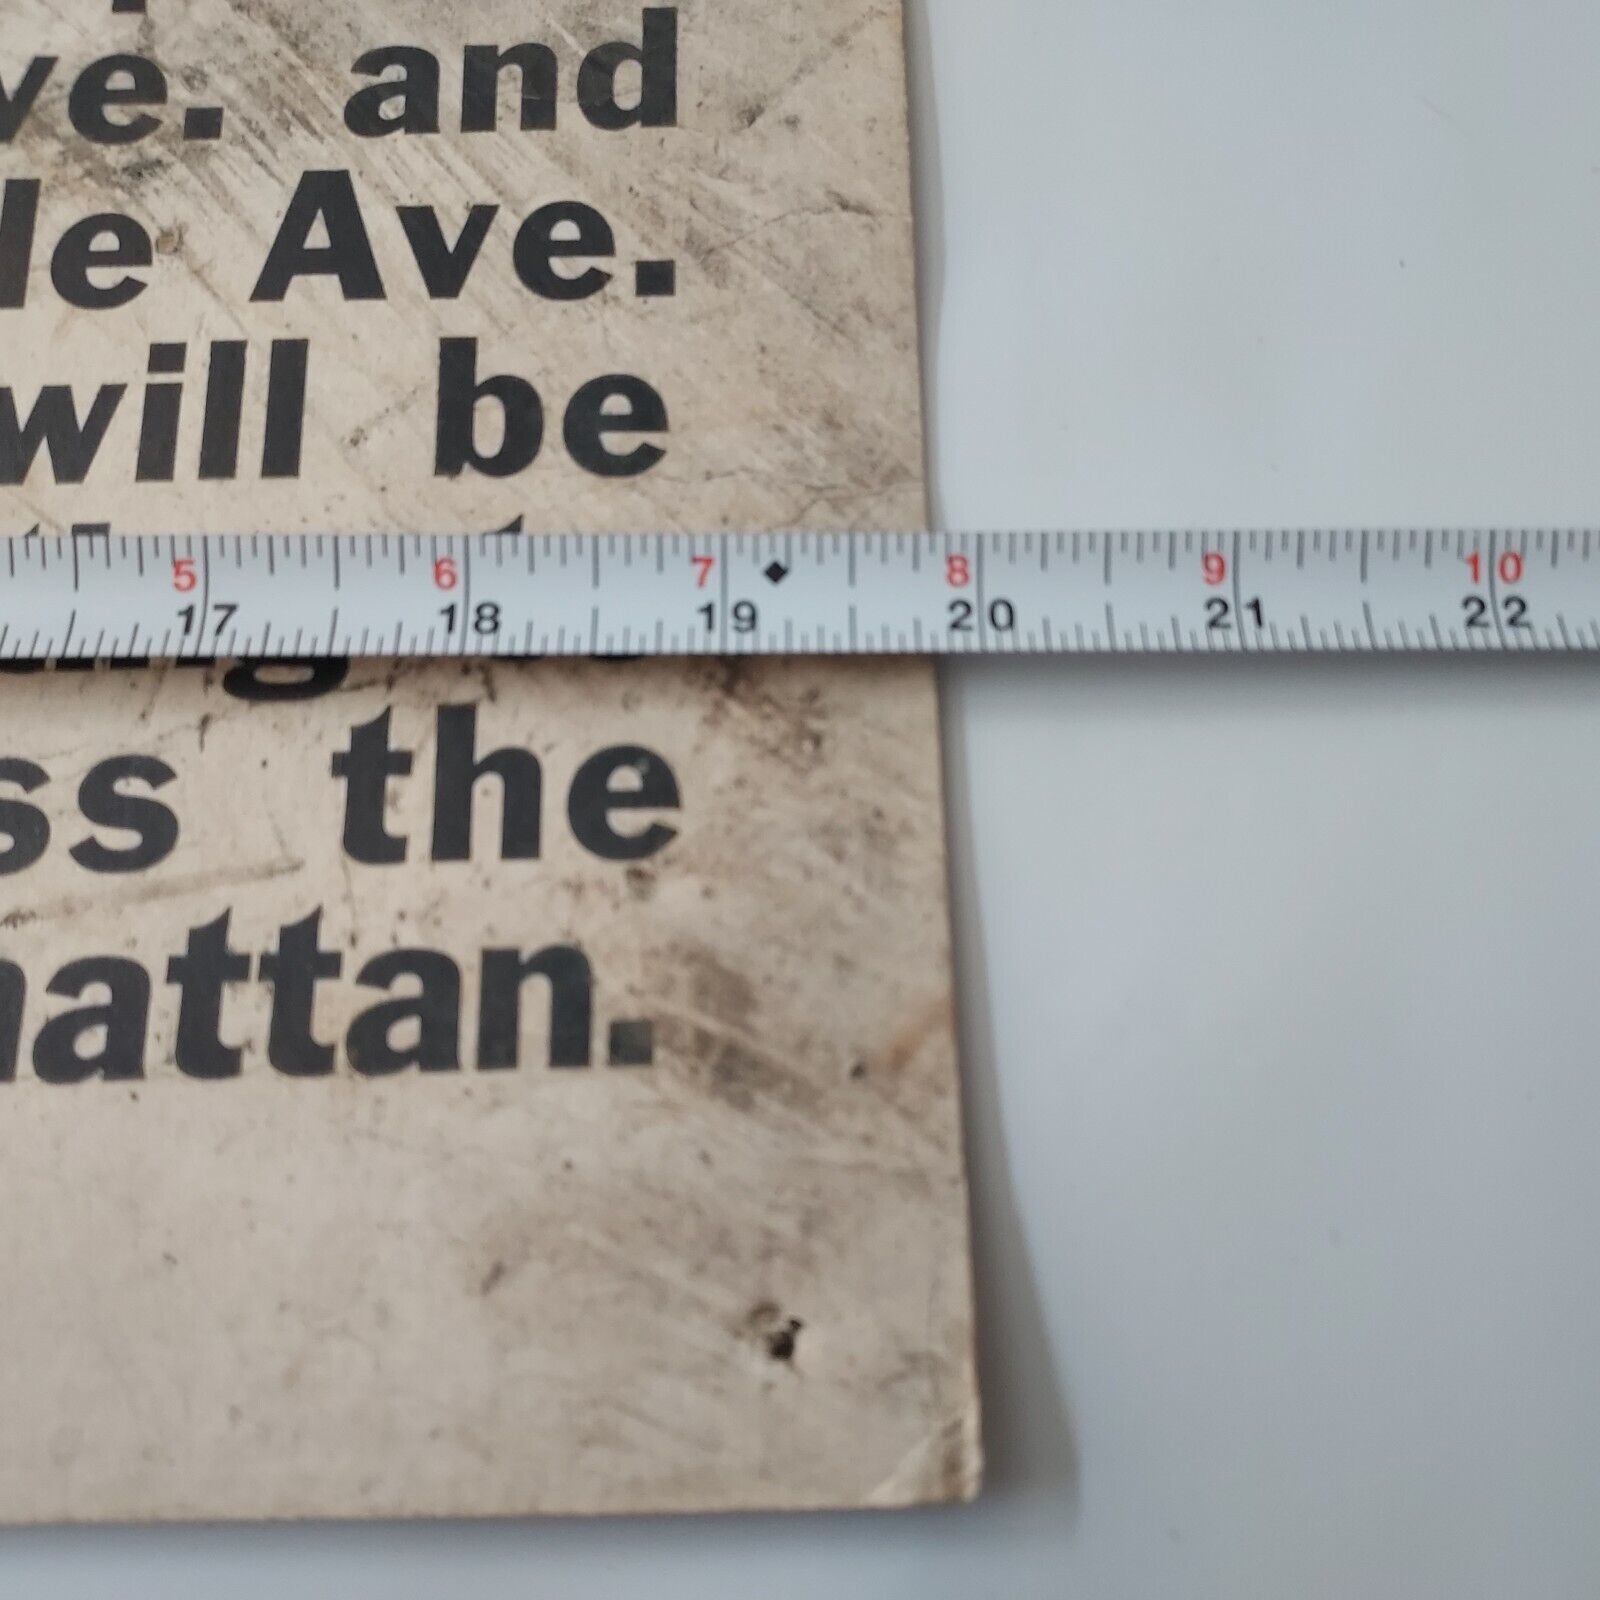 ve. and
le Ave.
will be
5 6 7 8 9 10
17 18 19 20 21 22
ss the
hattan.